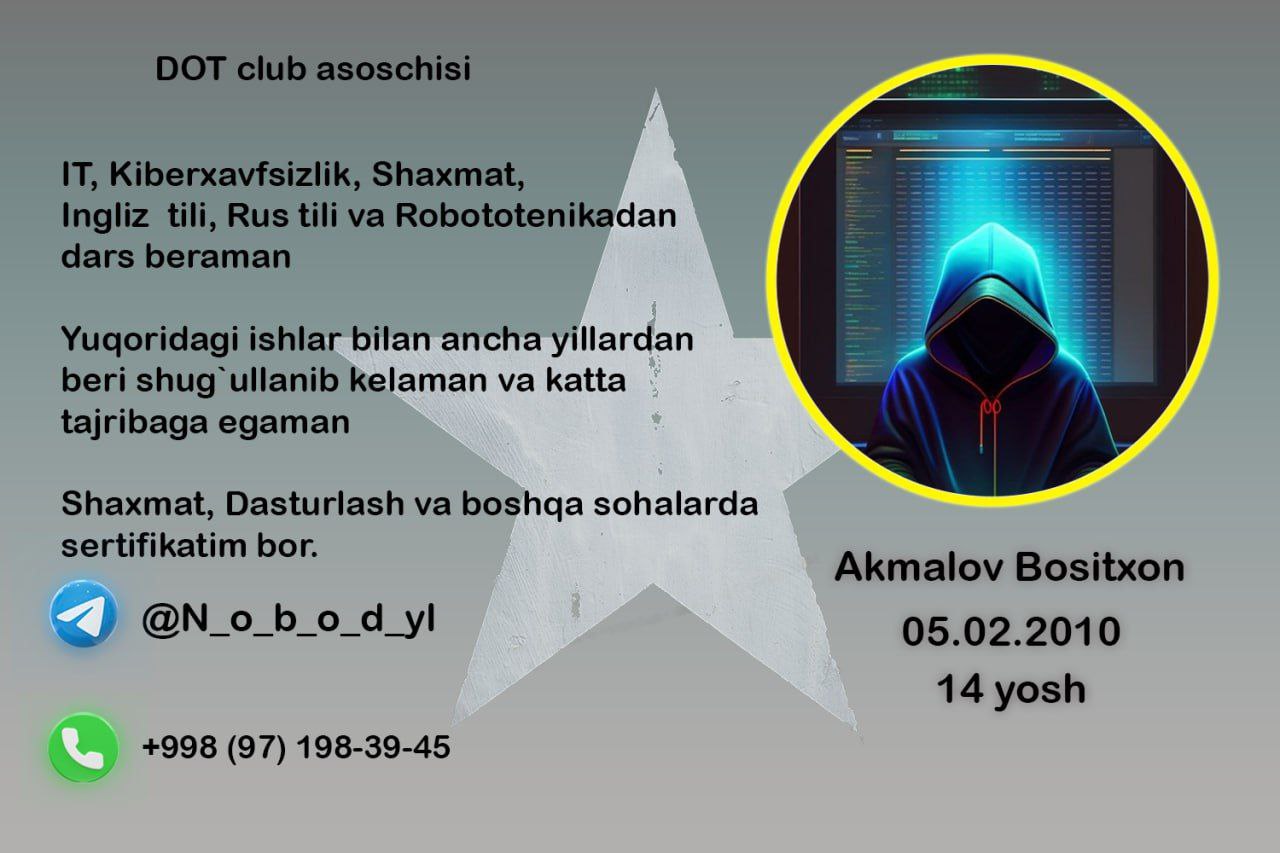 DOT club asoschisi
IT, Kiberxavfsizlik, Shaxmat,
Ingliz  tili, Rus tili va Robototenikadan
dars beraman
Yuqoridagi ishlar bilan ancha yillardan
beri shug`ullanib kelaman va katta
tajribaga egaman
Shaxmat, Dasturlash va boshqa sohalarda
sertifikatim bor.
@N_o_b_o_d_yl
+998 (97) 198-39-45
Akmalov Bositxon
05.02.2010
14 yosh